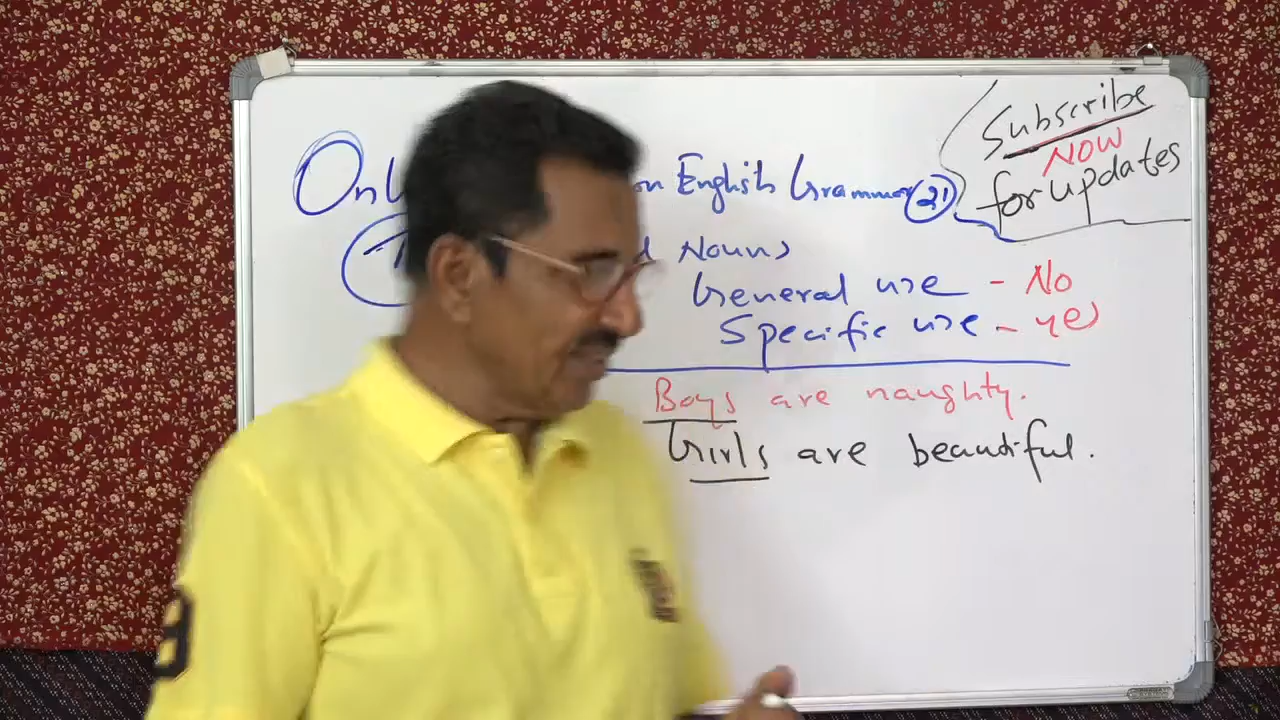 on English Grammar 21
Subscribe
NOW
for updates
Nouns
General use - No
Specific use - yes
Boys are naughty.
Girls are beautiful.